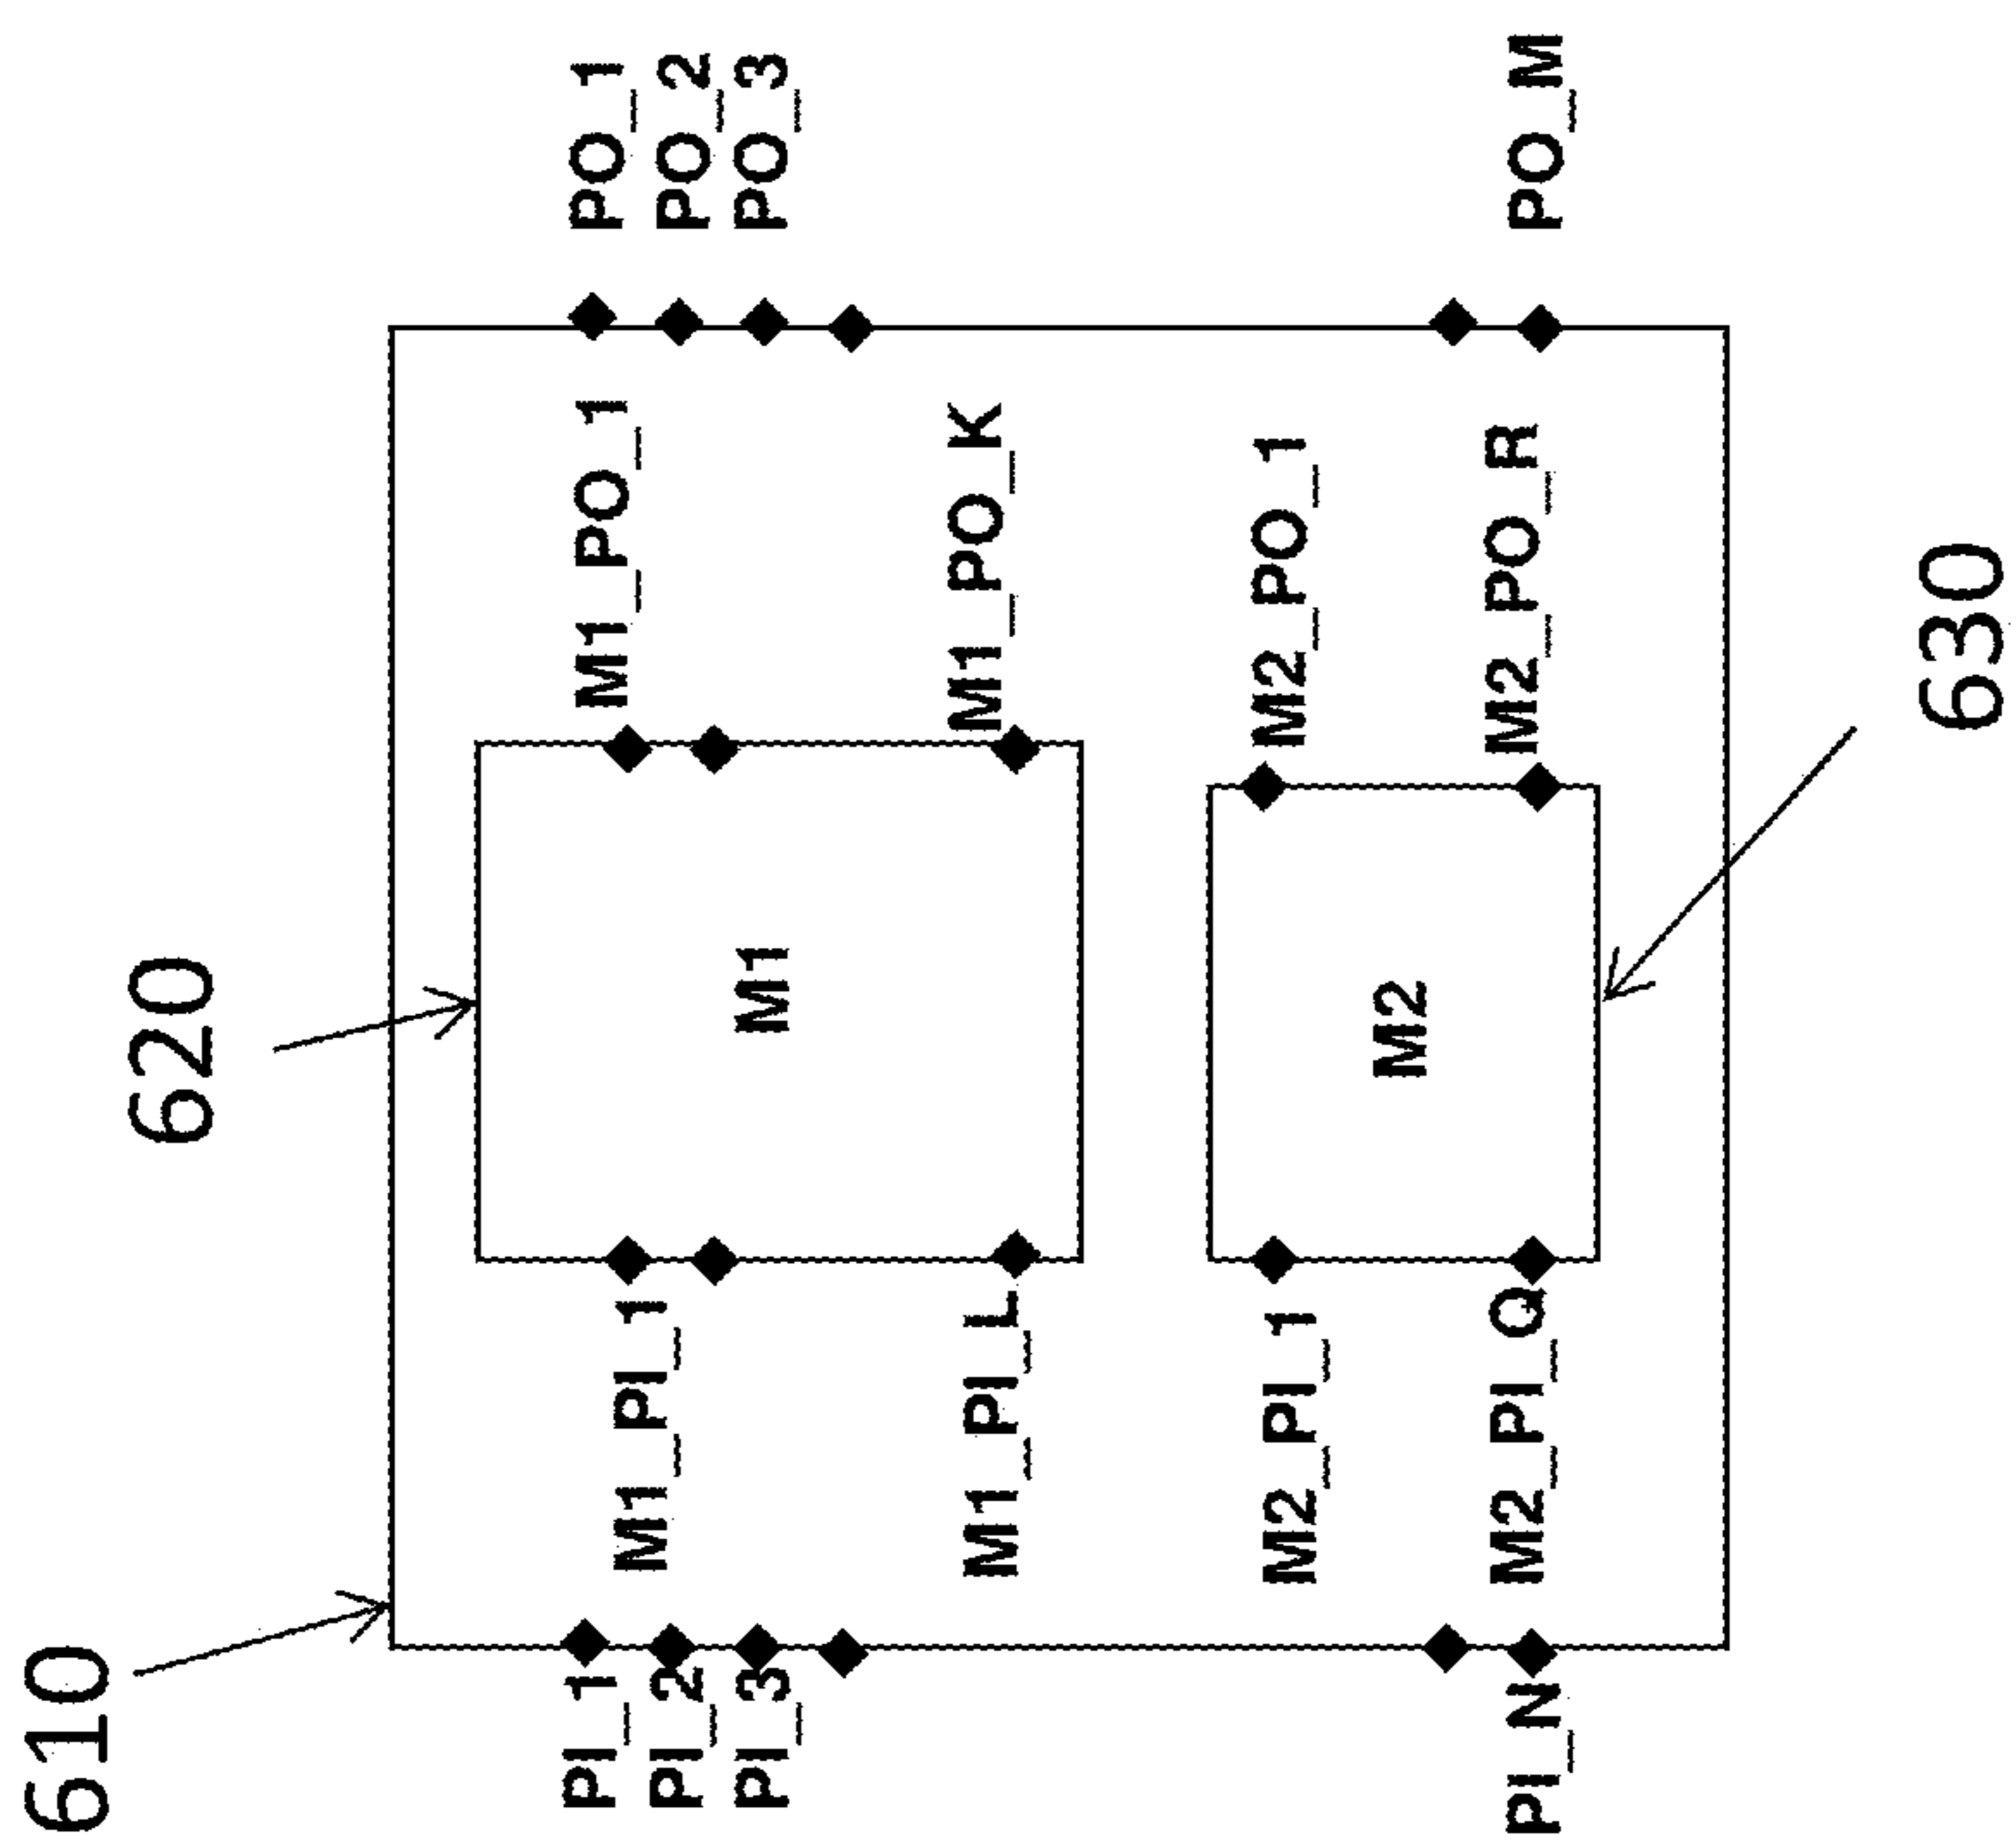 610
620
630
PI_1
PI_2
PI_3
PI_N
M1_PI_1
M1_PI_L
M2_PI_1
M2_PI_Q
M1
M2
M1_PO_1
M1_PO_K
M2_PO_1
M2_PO_R
PO_1
PO_2
PO_3
PO_M